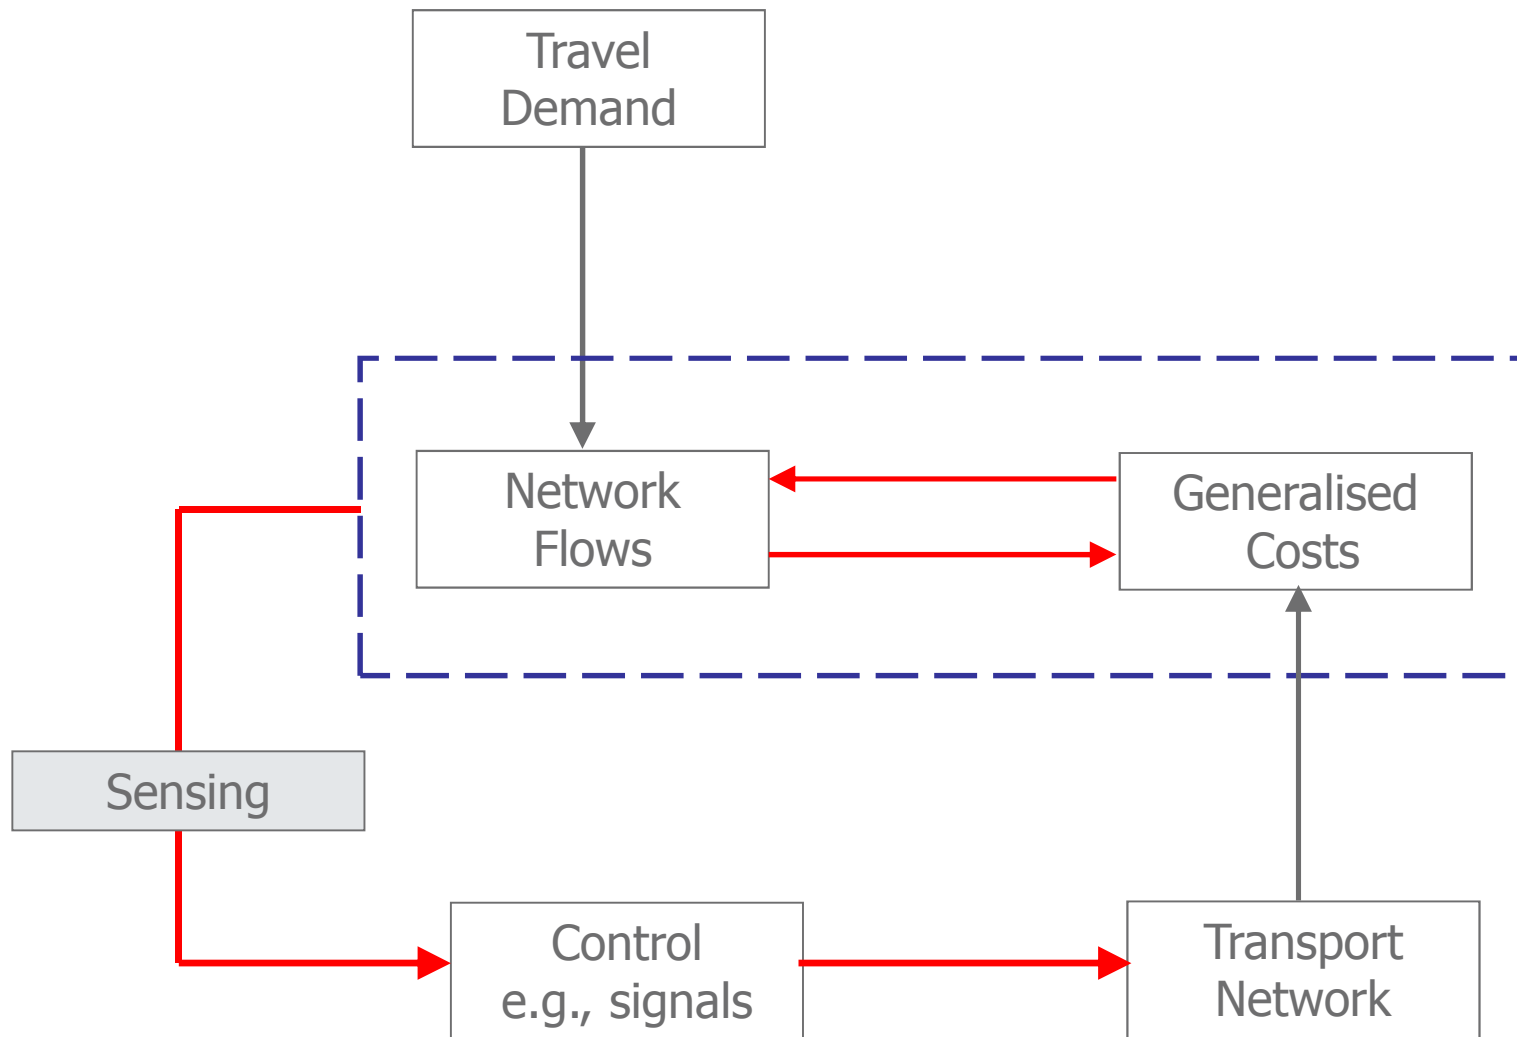 Travel
Demand
Network
Flows
Generalised
Costs
Sensing
Control
e.g., signals
Transport
Network